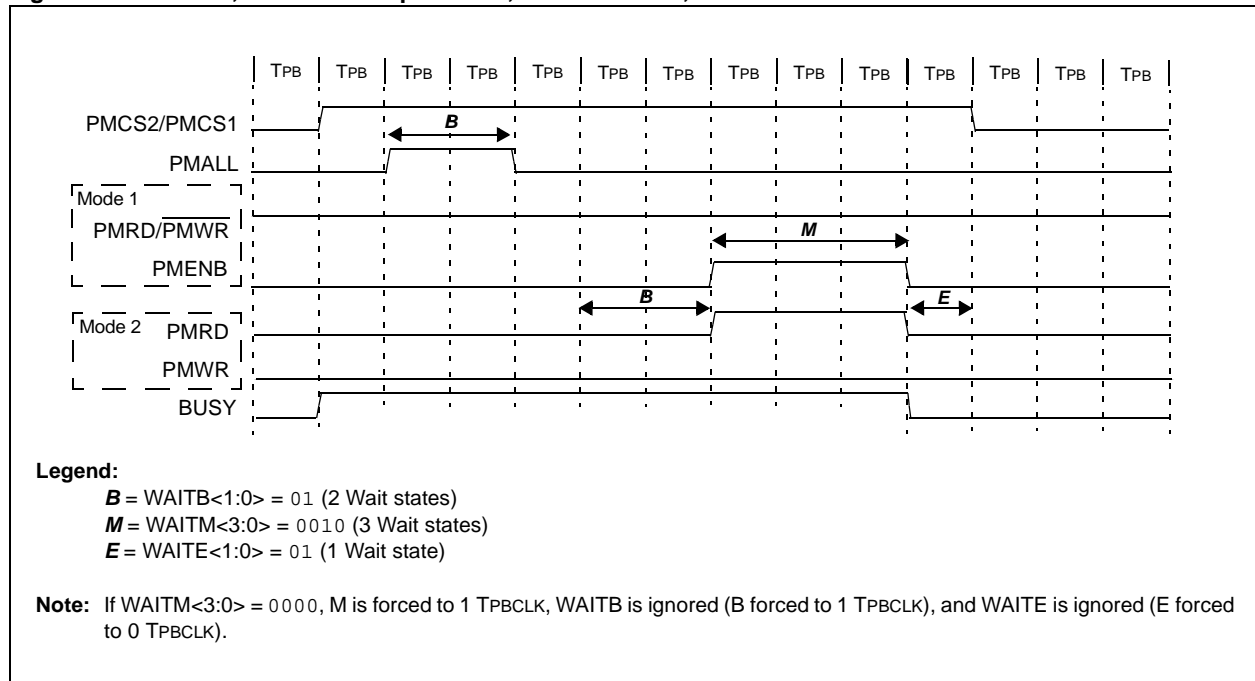 TPB TPB TPB TPB TPB TPB TPB TPB TPB TPB TPB TPB TPB TPB
PMCS2/PMCS1
B
PMALL
Mode 1
PMRD/PMWR
M
PMENB
B
E
Mode 2
PMRD
PMWR
BUSY
Legend:
B = WAITB<1:0> = 01 (2 Wait states)
M = WAITM<3:0> = 0010 (3 Wait states)
E = WAITE<1:0> = 01 (1 Wait state)
Note: If WAITM<3:0> = 0000, M is forced to 1 TPBCLK, WAITB is ignored (B forced to 1 TPBCLK), and WAITE is ignored (E forced
to 0 TPBCLK).